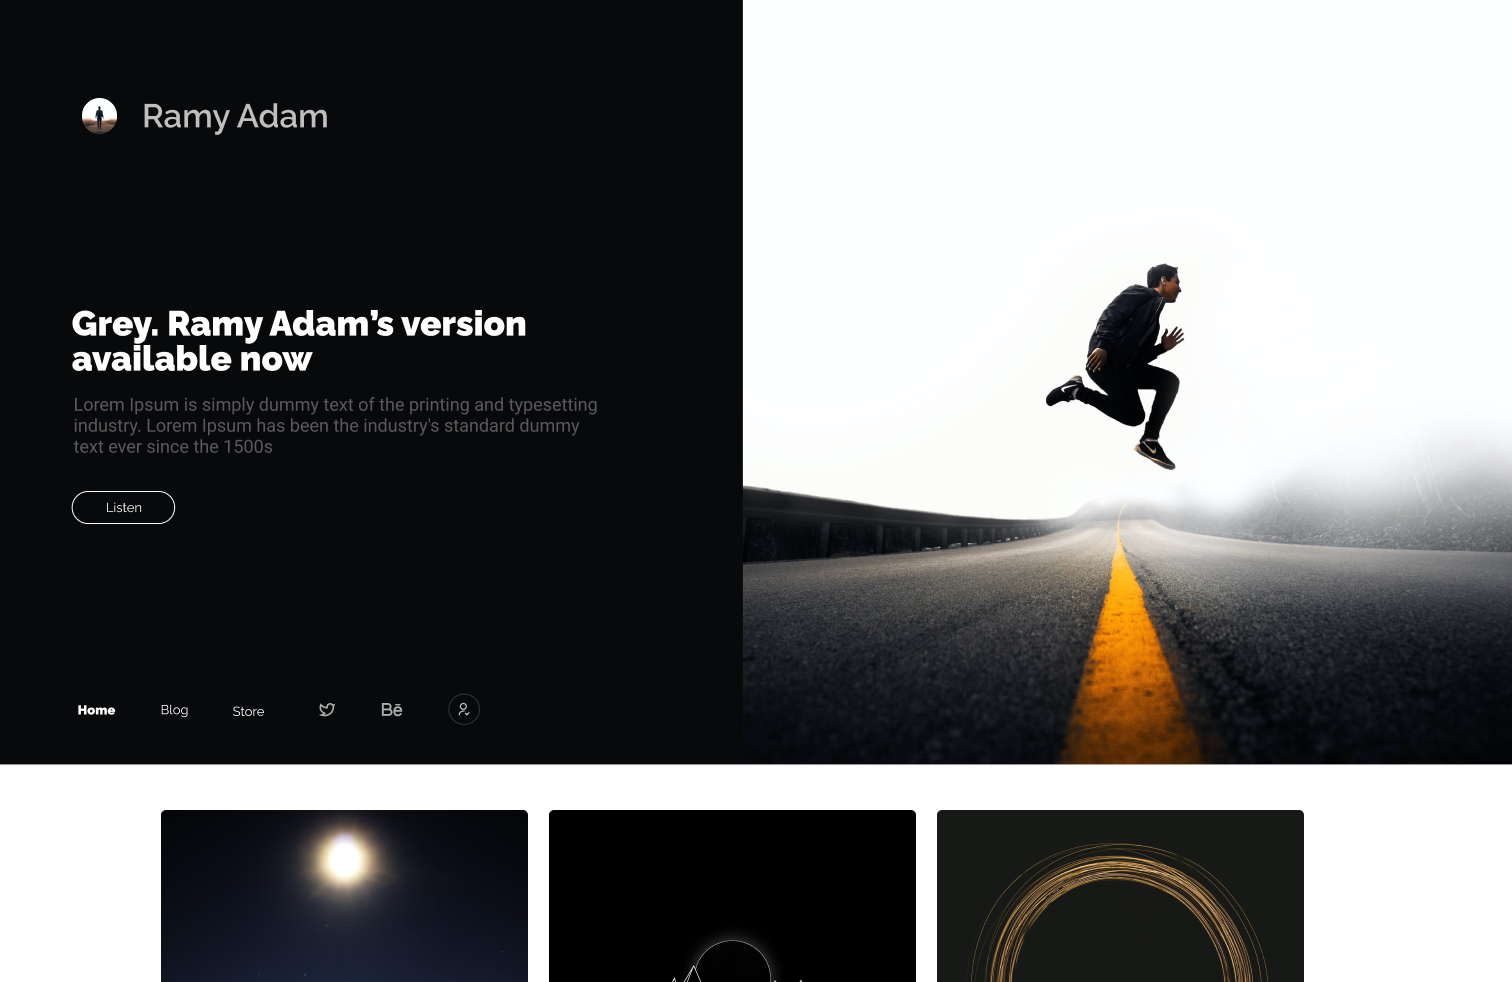 Ramy Adam
Grey. Ramy Adam’s version
available now
Lorem Ipsum is simply dummy text of the printing and typesetting
industry. Lorem Ipsum has been the industry's standard dummy
text ever since the 1500s
Listen
Home Blog Store Bē